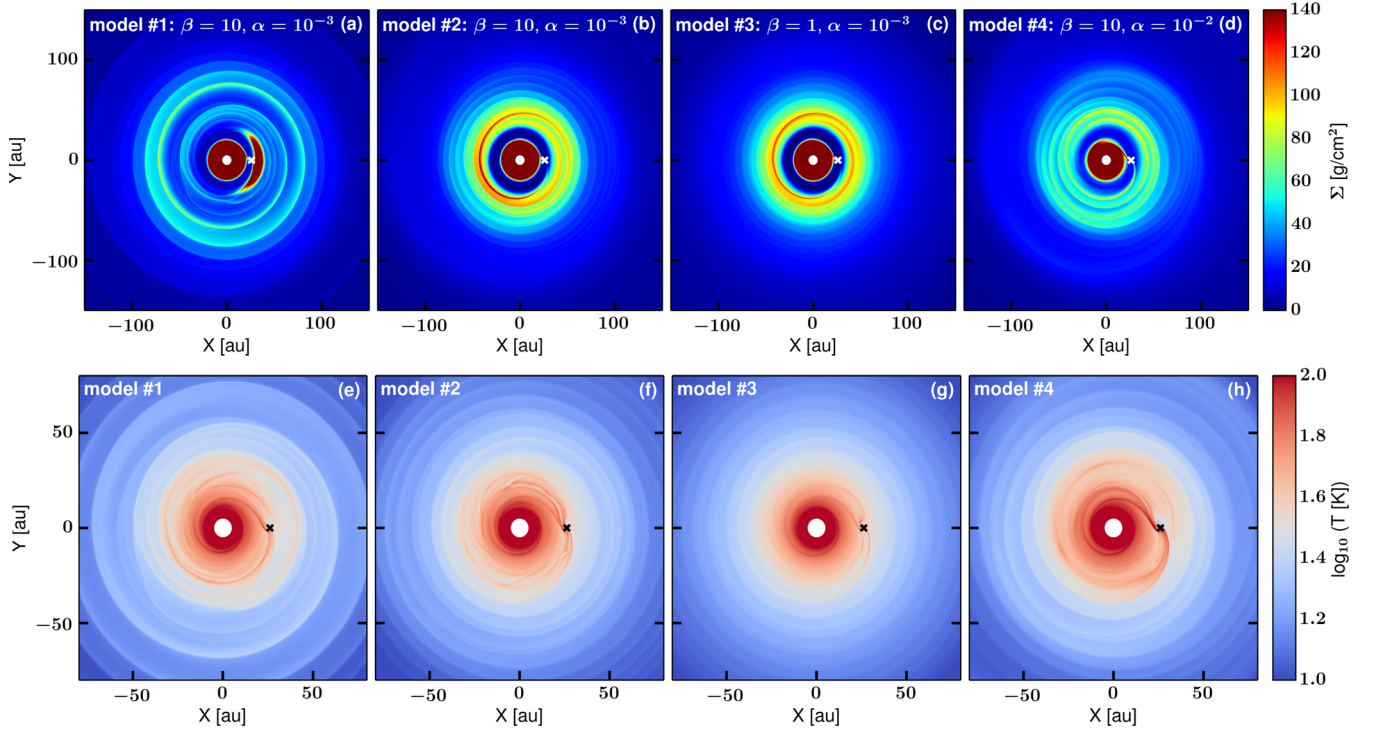 model #1: β = 10, α = 10⁻³ (a)
model #2: β = 10, α = 10⁻³ (b)
model #3: β = 1, α = 10⁻³ (c)
model #4: β = 10, α = 10⁻² (d)
100
0
−100
Y [au]
−100 0 100
X [au]
−100 0 100
X [au]
−100 0 100
X [au]
−100 0 100
X [au]
140
120
100
80
60
40
20
0
Σ [g/cm²]
model #1 (e)
model #2 (f)
model #3 (g)
model #4 (h)
50
0
−50
Y [au]
−50 0 50
X [au]
−50 0 50
X [au]
−50 0 50
X [au]
−50 0 50
X [au]
2.0
1.8
1.6
1.4
1.2
1.0
log₁₀ (T [K])